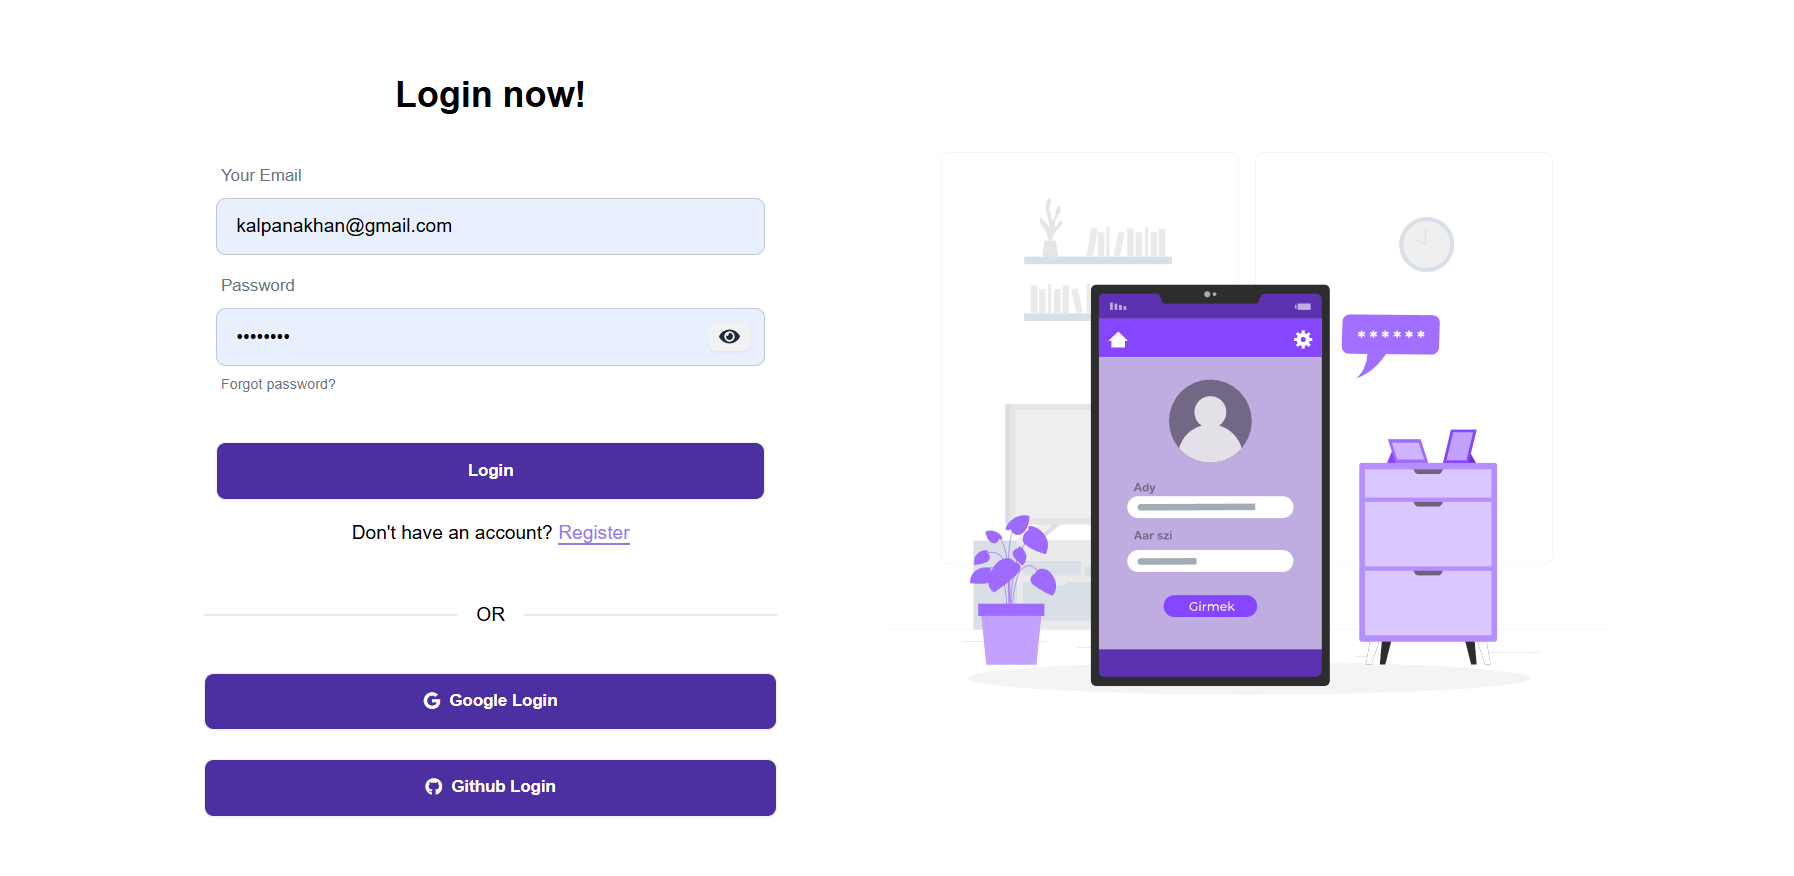 Login now!
Your Email
kalpanakhan@gmail.com
Password
••••••••
Forgot password?
Login
Don't have an account? Register
OR
Google Login
Github Login
******
Ady
Aar szi
Girmek